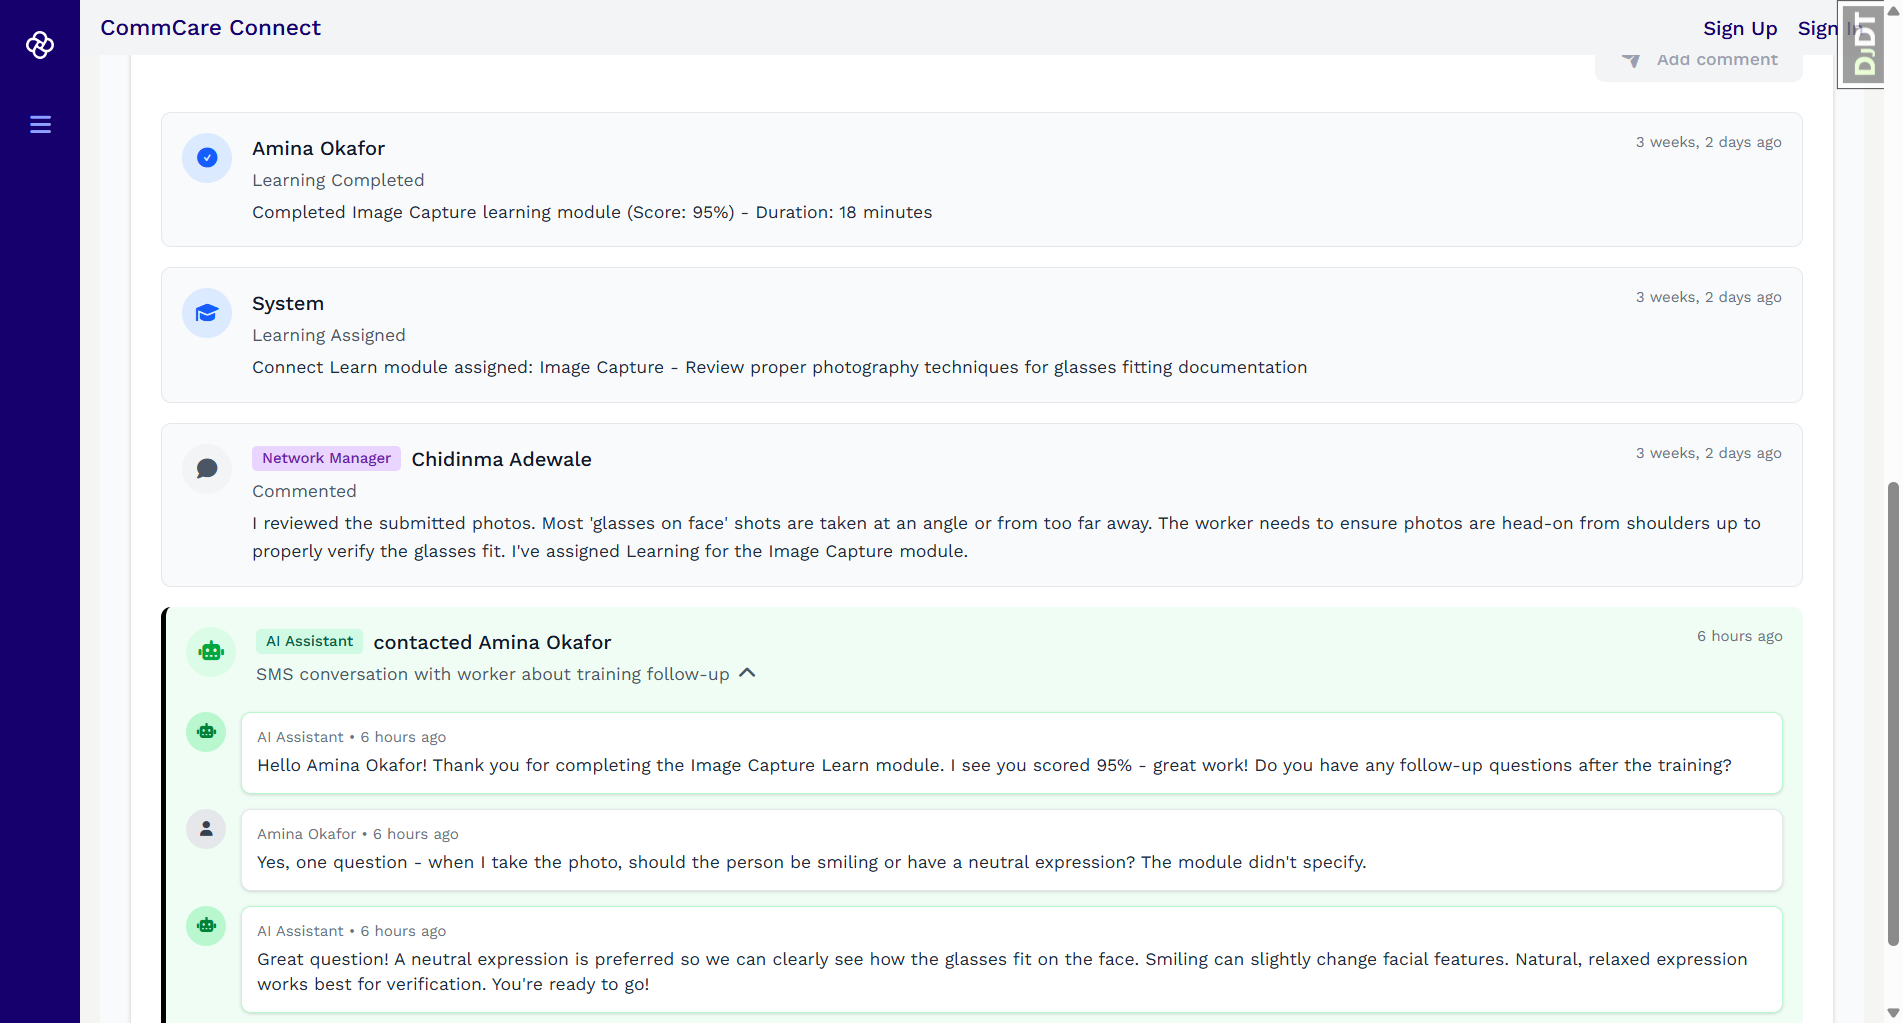 CommCare Connect
Sign Up
Sign In
DjDT
Add comment
Amina Okafor
3 weeks, 2 days ago
Learning Completed
Completed Image Capture learning module (Score: 95%) - Duration: 18 minutes
System
3 weeks, 2 days ago
Learning Assigned
Connect Learn module assigned: Image Capture - Review proper photography techniques for glasses fitting documentation
Network Manager Chidinma Adewale
3 weeks, 2 days ago
Commented
I reviewed the submitted photos. Most 'glasses on face' shots are taken at an angle or from too far away. The worker needs to ensure photos are head-on from shoulders up to
properly verify the glasses fit. I've assigned Learning for the Image Capture module.
AI Assistant contacted Amina Okafor
6 hours ago
SMS conversation with worker about training follow-up
AI Assistant • 6 hours ago
Hello Amina Okafor! Thank you for completing the Image Capture Learn module. I see you scored 95% - great work! Do you have any follow-up questions after the training?
Amina Okafor • 6 hours ago
Yes, one question - when I take the photo, should the person be smiling or have a neutral expression? The module didn't specify.
AI Assistant • 6 hours ago
Great question! A neutral expression is preferred so we can clearly see how the glasses fit on the face. Smiling can slightly change facial features. Natural, relaxed expression
works best for verification. You're ready to go!